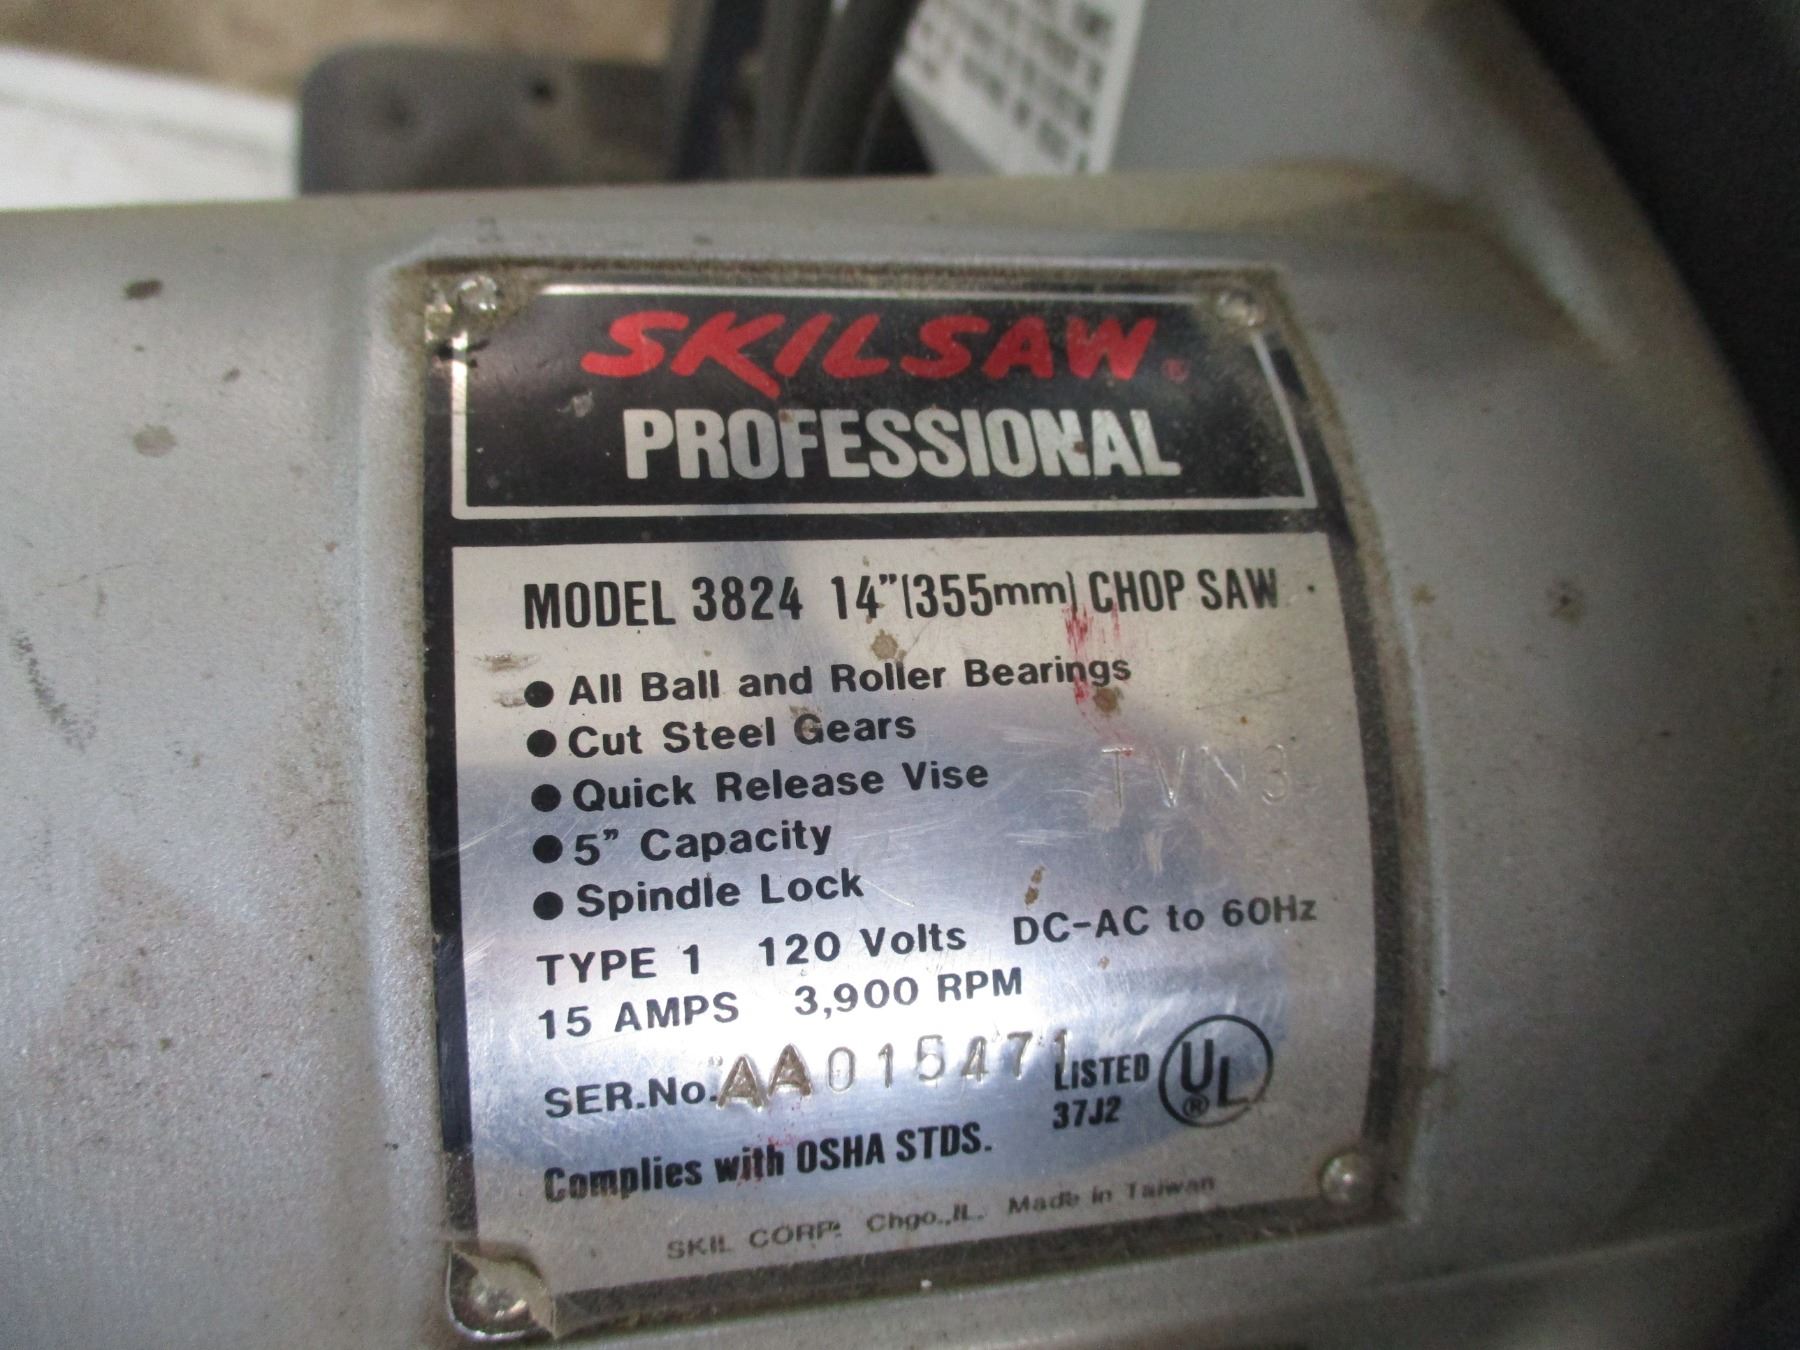 SKILSAW®
PROFESSIONAL
MODEL 3824 14"(355mm) CHOP SAW
● All Ball and Roller Bearings
● Cut Steel Gears
● Quick Release Vise
TVN3
● 5" Capacity
● Spindle Lock
TYPE 1 120 Volts DC-AC to 60Hz
15 AMPS 3,900 RPM
SER.No. AA015471
LISTED UL®
37J2
Complies with OSHA STDS.
SKIL CORP. Chgo., IL. Made in Taiwan